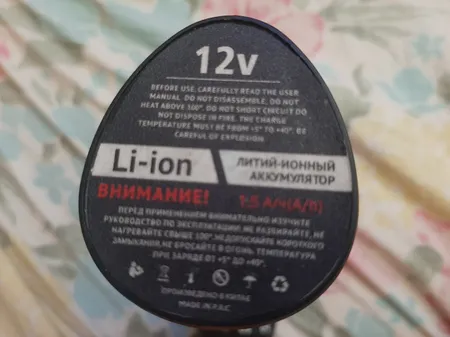 12v
BEFORE USE, CAREFULLY READ THE USER
MANUAL. DO NOT DISASSEMBLE, DO NOT
HEAT ABOVE 100°. DO NOT SHORT CIRCUIT DO
NOT DISPOSE IN FIRE. THE CHARGE
TEMPERATURE MUST BE FROM +5° TO +40°. BE
CAREFUL OF EXPLOSION
Li-ion
ЛИТИЙ-ИОННЫЙ
АККУМУЛЯТОР
ВНИМАНИЕ! 1.5 А/ч(A/h)
ПЕРЕД ПРИМЕНЕНИЕМ ВНИМАТЕЛЬНО ИЗУЧИТЕ
РУКОВОДСТВО ПО ЭКСПЛУАТАЦИИ. НЕ РАЗБИРАЙТЕ, НЕ
НАГРЕВАЙТЕ СВЫШЕ 100°. НЕ ДОПУСКАЙТЕ КОРОТКОГО
ЗАМЫКАНИЯ, НЕ БРОСАЙТЕ В ОГОНЬ. ТЕМПЕРАТУРА
ПРИ ЗАРЯДЕ ОТ +5° ДО +40°.
ПРОИЗВЕДЕНО В КИТАЕ
MADE IN P.R.C